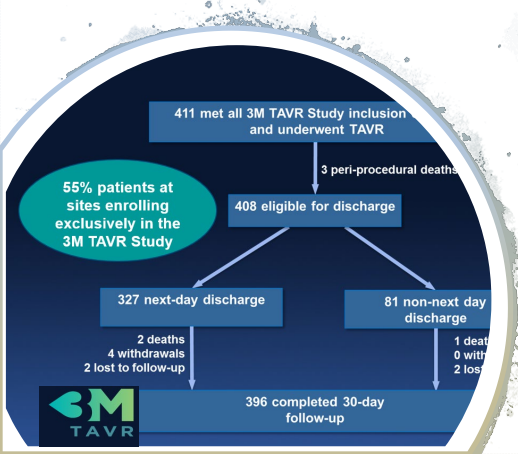 411 met all 3M TAVR Study inclusion
and underwent TAVR
3 peri-procedural deaths
55% patients at
sites enrolling
exclusively in the
3M TAVR Study
408 eligible for discharge
327 next-day discharge
81 non-next day
discharge
2 deaths
4 withdrawals
2 lost to follow-up
1
0
2
396 completed 30-day
follow-up
3M
TAVR